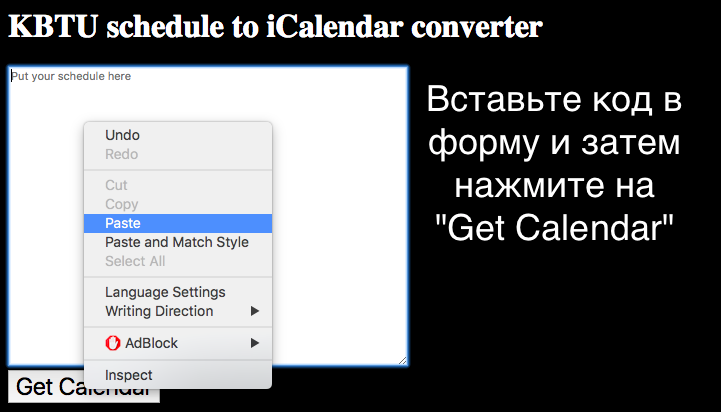 KBTU schedule to iCalendar converter
Put your schedule here
Вставьте код в
форму и затем
нажмите на
"Get Calendar"
Undo
Redo
Cut
Copy
Paste
Paste and Match Style
Select All
Language Settings
Writing Direction
AdBlock
Inspect
Get Calendar